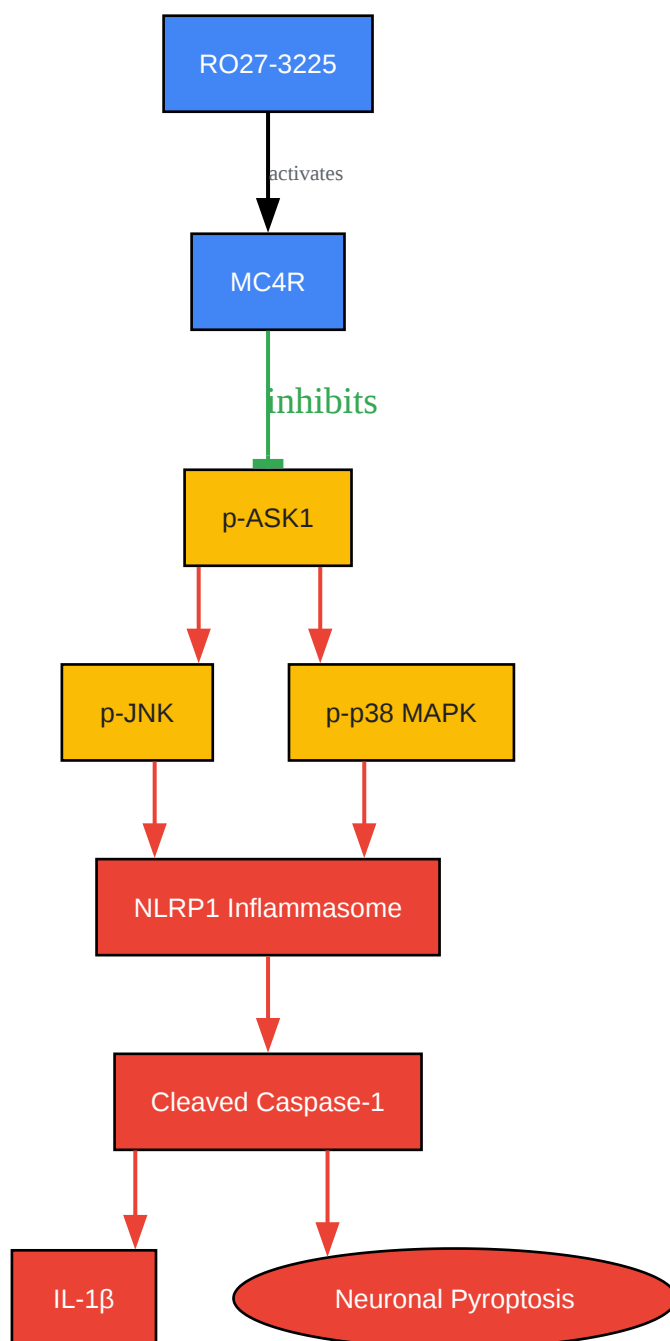 RO27-3225
activates
MC4R
inhibits
p-ASK1
p-JNK
p-p38 MAPK
NLRP1 Inflammasome
Cleaved Caspase-1
IL-1β
Neuronal Pyroptosis